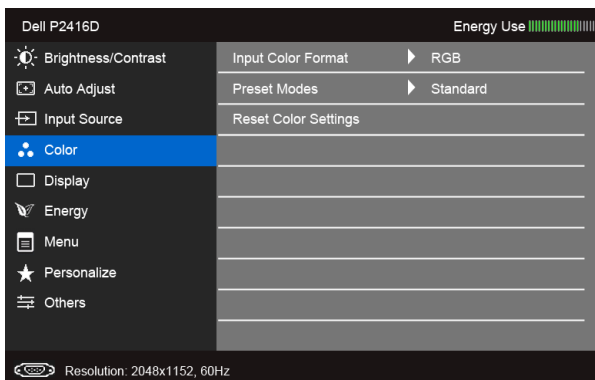 Dell P2416D Energy Use
Brightness/Contrast Input Color Format RGB
Auto Adjust Preset Modes Standard
Input Source Reset Color Settings
Color
Display
Energy
Menu
Personalize
Others
Resolution: 2048x1152, 60Hz